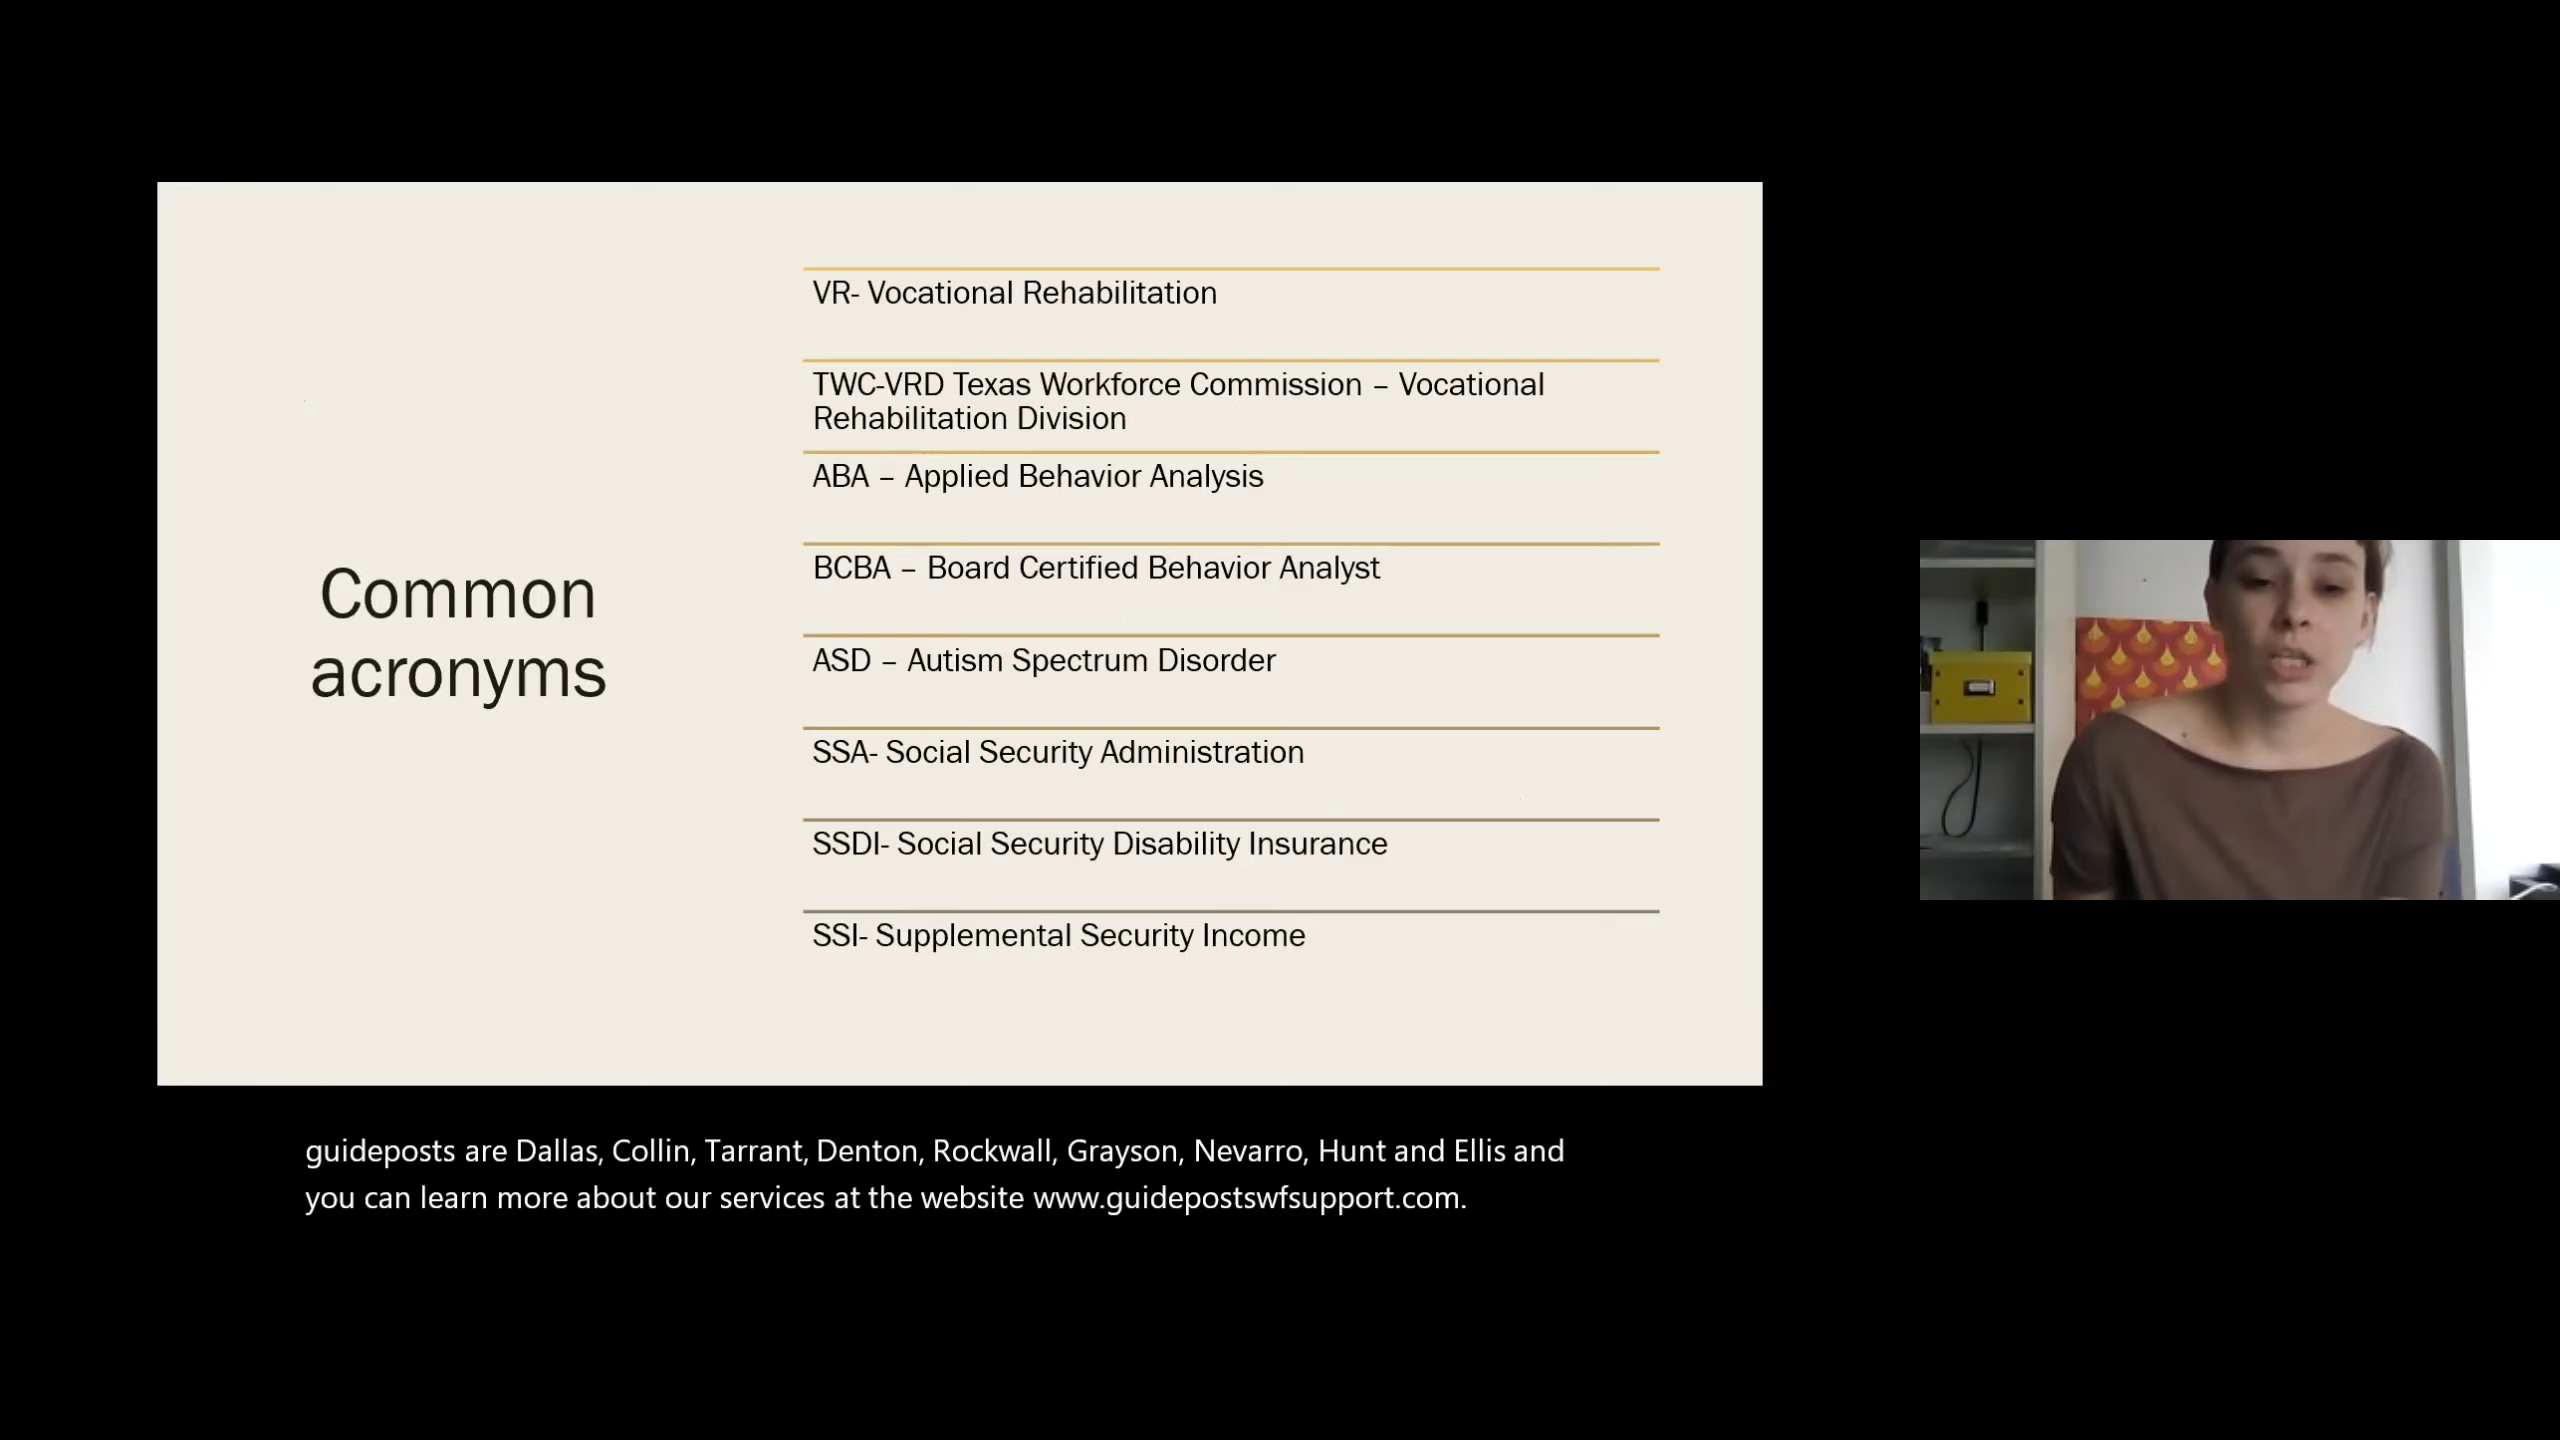 Common
acronyms
VR- Vocational Rehabilitation
TWC-VRD Texas Workforce Commission – Vocational
Rehabilitation Division
ABA – Applied Behavior Analysis
BCBA – Board Certified Behavior Analyst
ASD – Autism Spectrum Disorder
SSA- Social Security Administration
SSDI- Social Security Disability Insurance
SSI- Supplemental Security Income
guideposts are Dallas, Collin, Tarrant, Denton, Rockwall, Grayson, Nevarro, Hunt and Ellis and
you can learn more about our services at the website www.guidepostswfsupport.com.